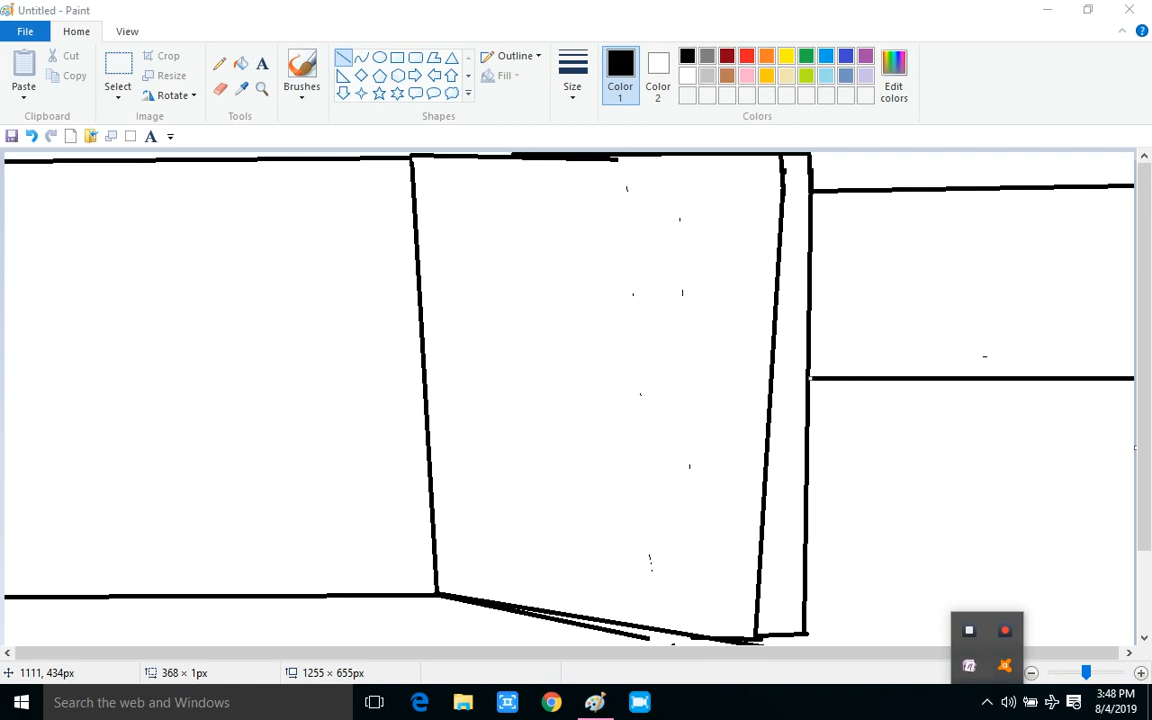 Untitled - Paint
File Home View
Cut
Copy
Paste
Clipboard
Crop
Resize
Rotate
Select
Image
Tools
Brushes
Outline
Fill
Shapes
Size
Color 1
Color 2
Edit colors
Colors
1111, 434px
368 × 1px
1255 × 655px
Search the web and Windows
3:48 PM
8/4/2019